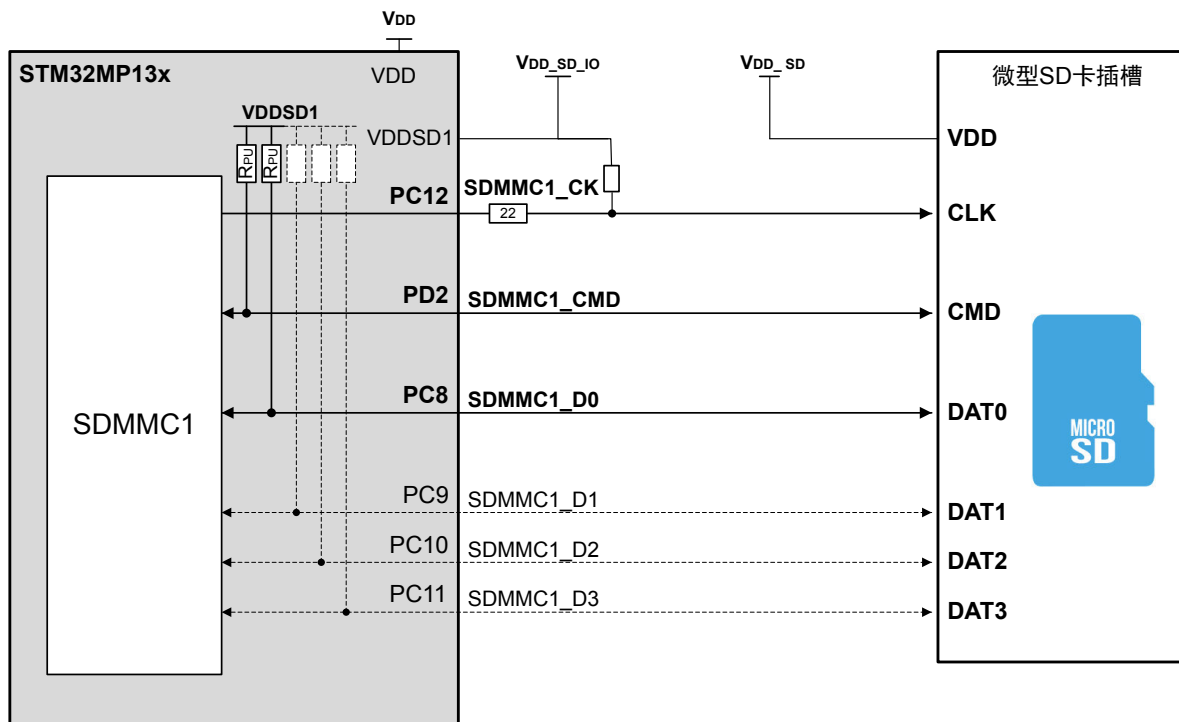 VDD
STM32MP13x
VDD
VDD_SD_IO
VDD_ SD
微型SD卡插槽
VDDSD1
VDDSD1
VDD
RPU
RPU
PC12
SDMMC1_CK
22
CLK
PD2
SDMMC1_CMD
CMD
PC8
SDMMC1_D0
DAT0
SDMMC1
MICRO
SD
PC9
SDMMC1_D1
DAT1
PC10
SDMMC1_D2
DAT2
PC11
SDMMC1_D3
DAT3